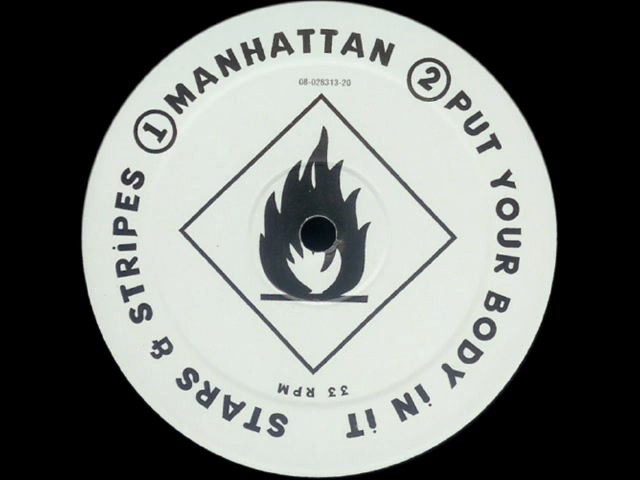 STARS & STRiPES 1 MANHATTAN 2 PUT YOUR BODY iN iT
08-028313-20
33 RPM